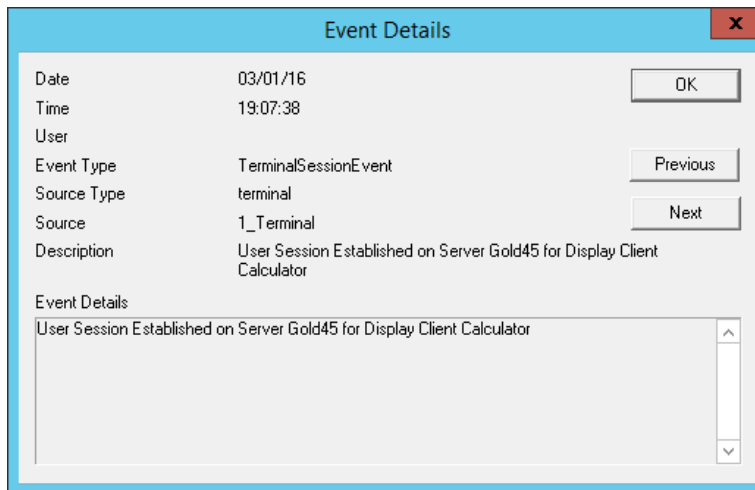 Event Details
x
Date 03/01/16
OK
Time 19:07:38
User
Event Type TerminalSessionEvent
Previous
Source Type terminal
Source 1_Terminal
Next
Description User Session Established on Server Gold45 for Display Client
Calculator
Event Details
User Session Established on Server Gold45 for Display Client Calculator